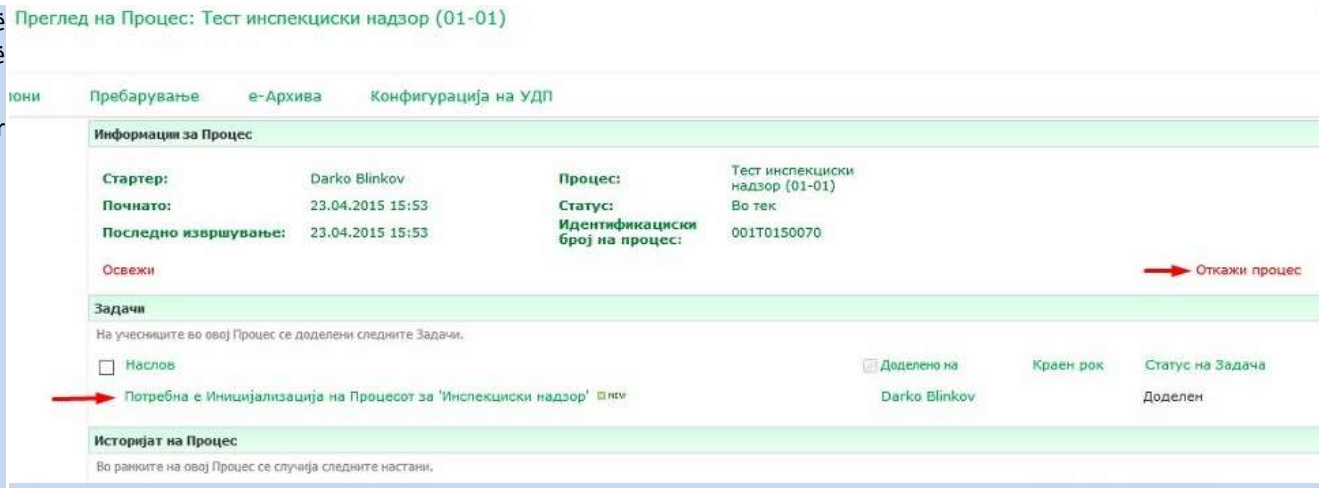 ë Преглед на Процес: Тест инспекциски надзор (01-01)
ë
Пребарување е-Архива Конфигурација на УДП
Информации за Процес
Стартер: Darko Blinkov Процес: Тест инспекциски
надзор (01-01)
Почнато: 23.04.2015 15:53 Статус: Во тек
Последно извршување: 23.04.2015 15:53 Идентификациски
број на процес: 001T0150070
Освежи Откажи процес
Задачи
На учесниците во овој Процес се доделени следните Задачи.
Наслов Доделено на Краен рок Статус на Задача
Потребна е Иницијализација на Процесот за 'Инспекциски надзор' NEW Darko Blinkov Доделен
Историјат на Процес
Во рамките на овој Процес се случија следните настани.